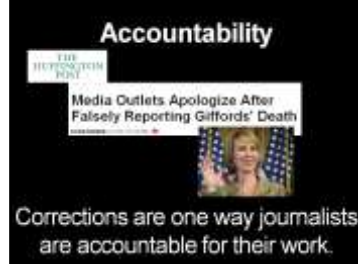 Accountability
THE
HUFFINGTON
POST
Media Outlets Apologize After
Falsely Reporting Giffords' Death
Corrections are one way journalists
are accountable for their work.